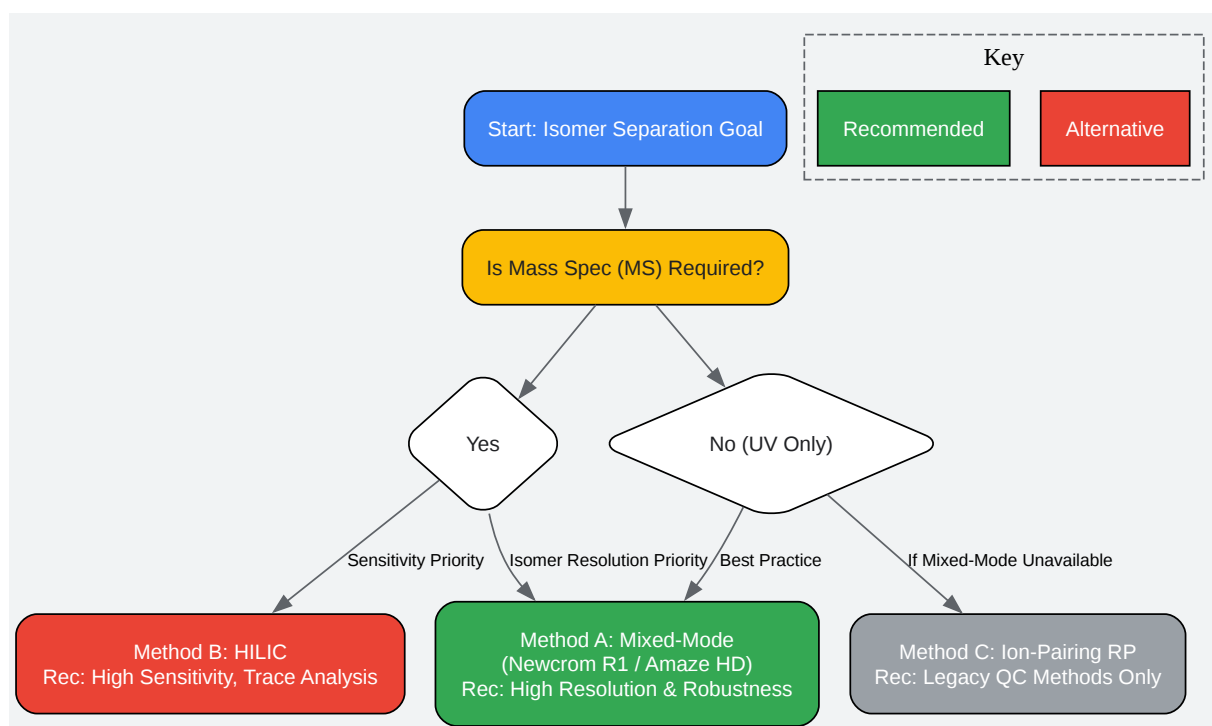 Key
Recommended
Alternative
Start: Isomer Separation Goal
Is Mass Spec (MS) Required?
Yes
No (UV Only)
Sensitivity Priority
Isomer Resolution Priority
Best Practice
If Mixed-Mode Unavailable
Method B: HILIC
Rec: High Sensitivity, Trace Analysis
Method A: Mixed-Mode
(Newcrom R1 / Amaze HD)
Rec: High Resolution & Robustness
Method C: Ion-Pairing RP
Rec: Legacy QC Methods Only